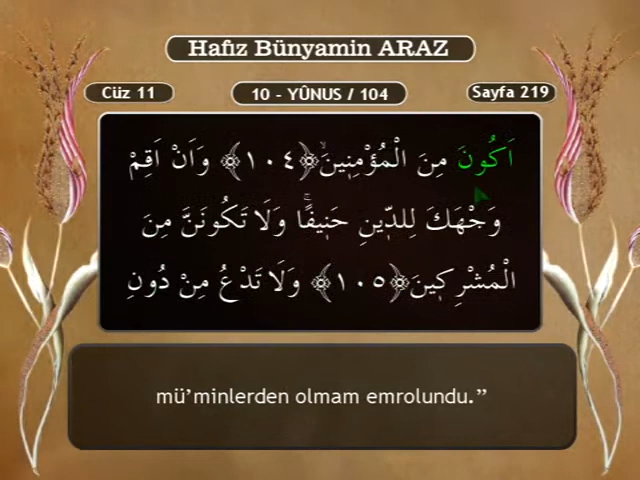 Hafız Bünyamin ARAZ
Cüz 11
10 - YÛNUS / 104
Sayfa 219
اَكُونَ مِنَ الْمُؤْمِنٖينَۙ ﴿١٠٤﴾ وَاَنْ اَقِمْ
وَجْهَكَ لِلدّٖينِ حَنٖيفًاۚ وَلَا تَكُونَنَّ مِنَ
الْمُشْرِكٖينَ ﴿١٠٥﴾ وَلَا تَدْعُ مِنْ دُونِ
mü’minlerden olmam emrolundu.”